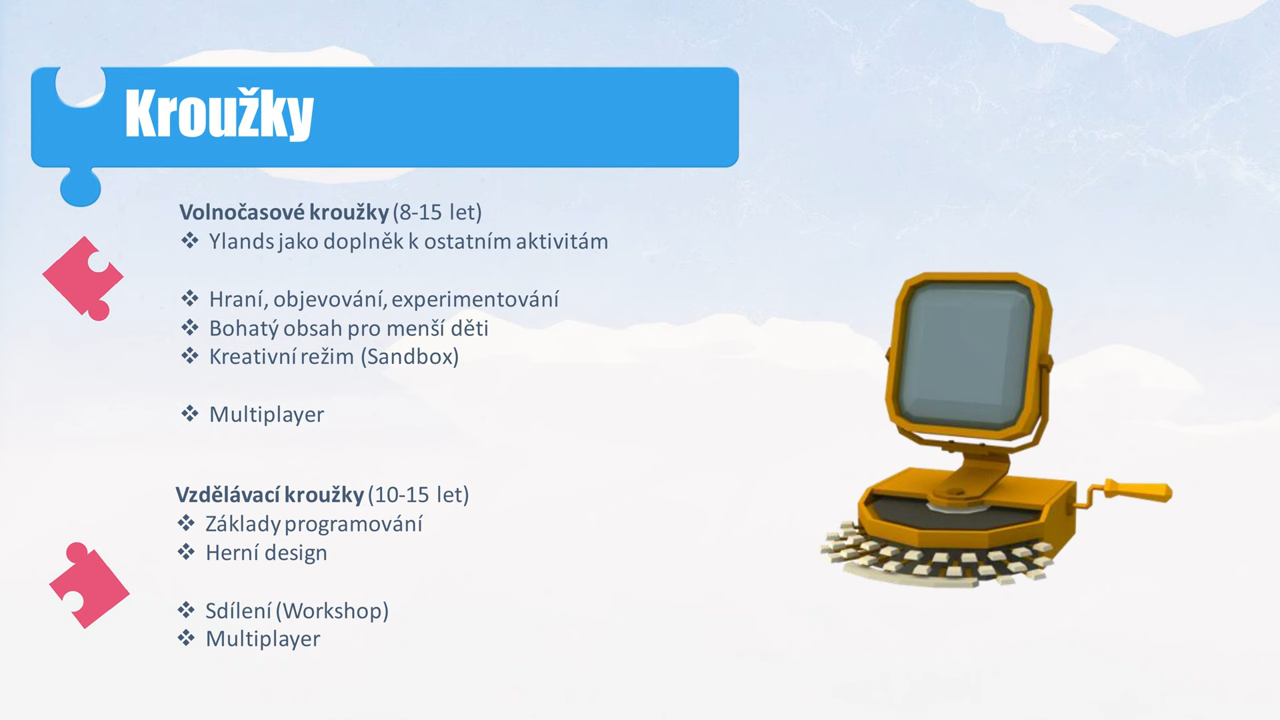 Kroužky
Volnočasové kroužky (8-15 let)
❖ Ylands jako doplněk k ostatním aktivitám
❖ Hraní, objevování, experimentování
❖ Bohatý obsah pro menší děti
❖ Kreativní režim (Sandbox)
❖ Multiplayer
Vzdělávací kroužky (10-15 let)
❖ Základy programování
❖ Herní design
❖ Sdílení (Workshop)
❖ Multiplayer